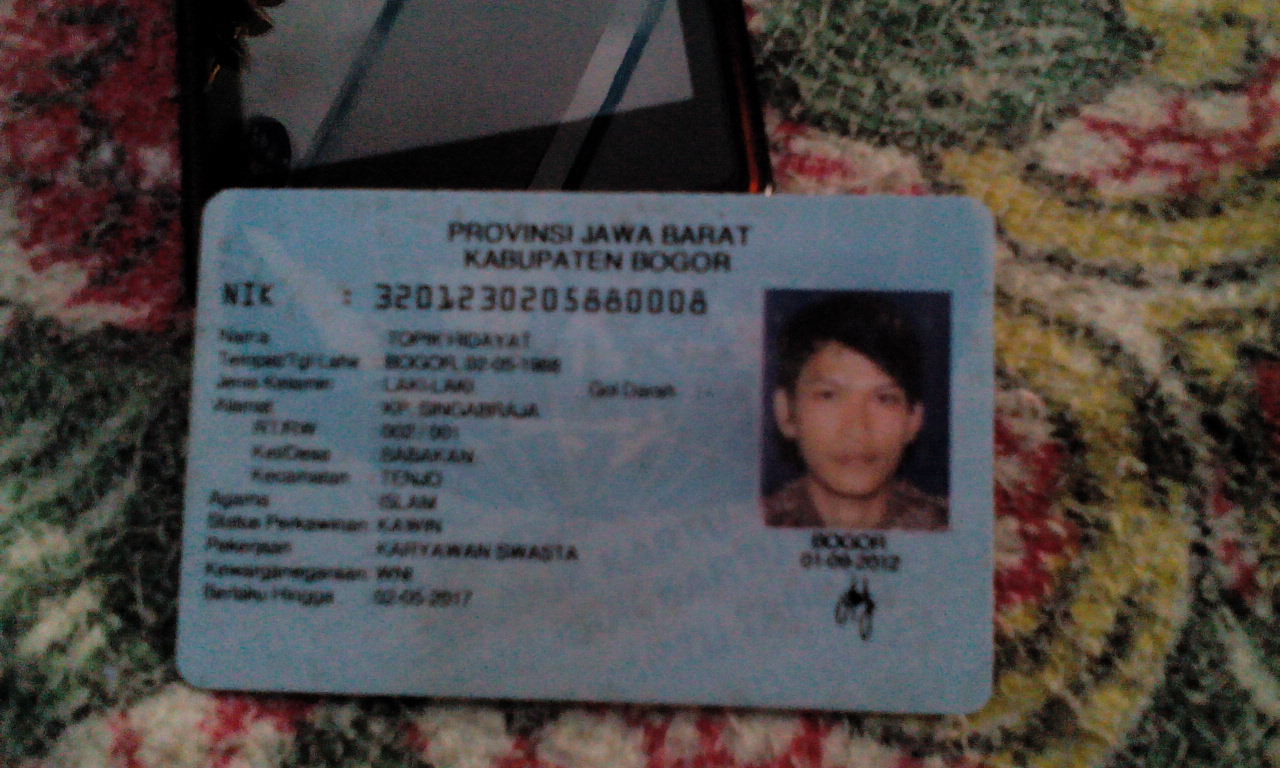 PROVINSI JAWA BARAT
KABUPATEN BOGOR
NIK : 3201230205880008
Nama : TOPIK HIDAYAT
Tempat/Tgl Lahir : BOGOR, 02-05-1988
Jenis Kelamin : LAKI-LAKI Gol Darah : -
Alamat : KP. SINGABRAJA
RT/RW : 002 / 001
Kel/Desa : BABAKAN
Kecamatan : TENJO
Agama : ISLAM
Status Perkawinan : KAWIN
Pekerjaan : KARYAWAN SWASTA
Kewarganegaraan : WNI
Berlaku Hingga : 02-05-2017
BOGOR
2012